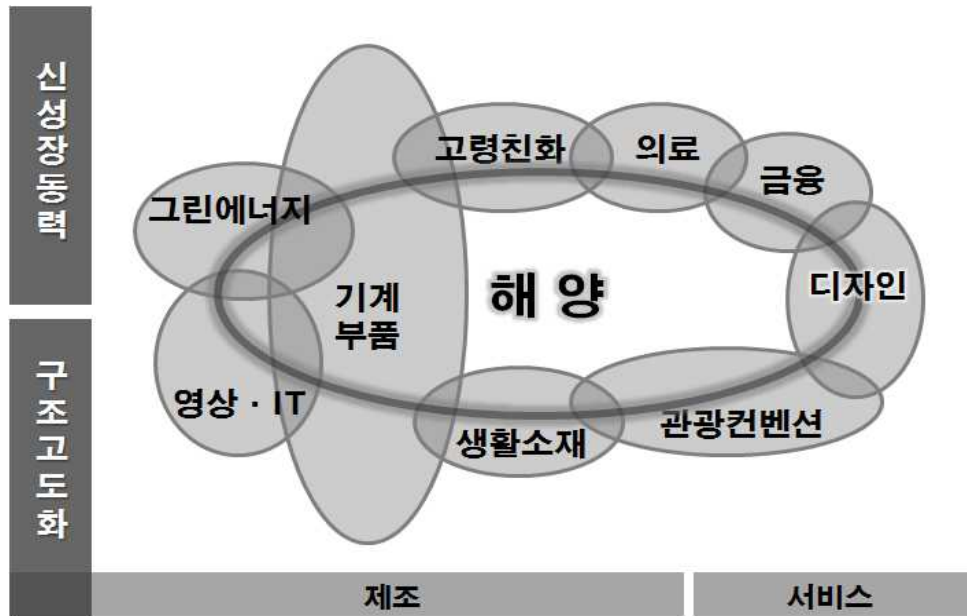 신성장동력
구조고도화
고령친화
의료
금융
그린에너지
디자인
해양
기계
부품
영상 · IT
생활소재
관광컨벤션
제조
서비스